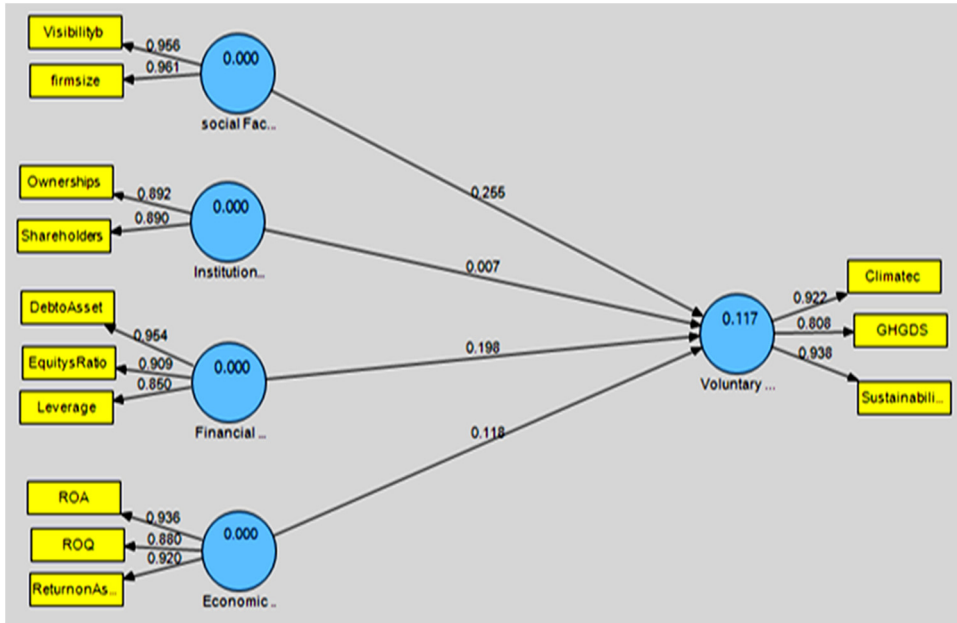 Visibilityb
0.956
0.000
firmsize
0.961
social Fac...
0.255
Ownerships
0.892
0.000
Shareholders
0.890
Institution...
0.007
DebtoAsset
0.954
EquitysRatio
0.909
0.000
Leverage
0.850
Financial ...
0.198
ROA
0.936
0.000
ROQ
0.880
ReturnonAs...
0.920
Economic ...
0.118
0.117
Voluntary ...
Climatec
0.922
GHGDS
0.808
Sustainabili...
0.938